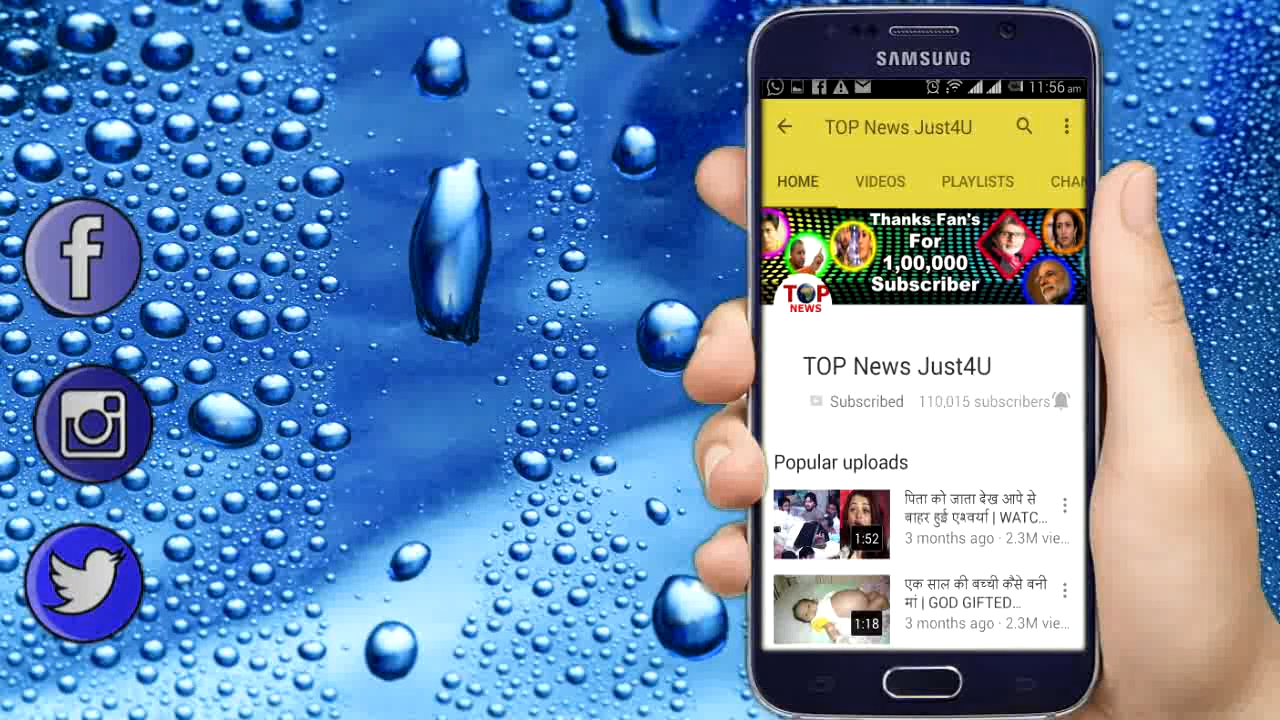 SAMSUNG
11:56 am
TOP News Just4U
HOME VIDEOS PLAYLISTS CHAN
Thanks Fan's
For
1,00,000
Subscriber
TOP
NEWS
TOP News Just4U
Subscribed 110,015 subscribers
Popular uploads
पिता को जाता देख आपे से
बाहर हुई एश्वर्या | WATC...
3 months ago · 2.3M vie...
1:52
एक साल की बच्ची कैसे बनी
मां | GOD GIFTED...
3 months ago · 2.3M vie...
1:18